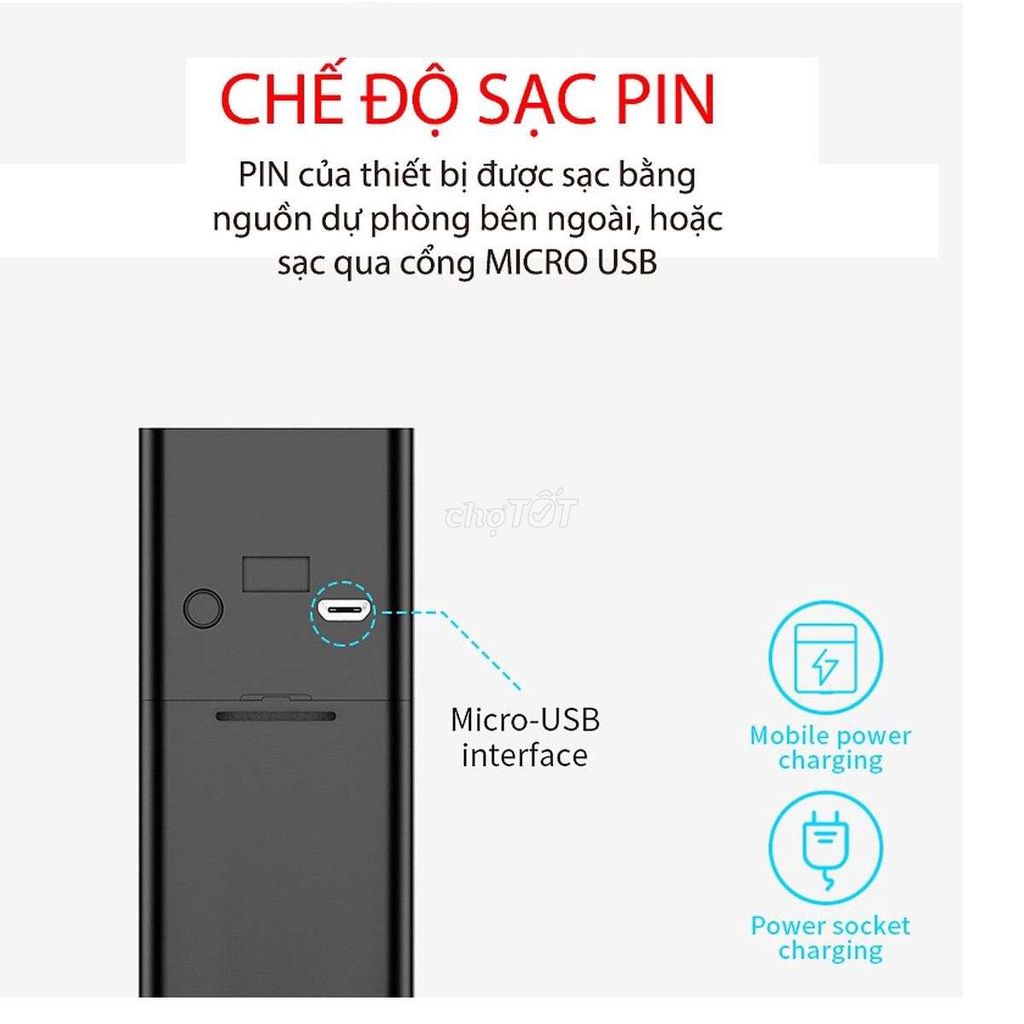 CHẾ ĐỘ SẠC PIN
PIN của thiết bị được sạc bằng
nguồn dự phòng bên ngoài, hoặc
sạc qua cổng MICRO USB
chợTỐT
Micro-USB
interface
Mobile power
charging
Power socket
charging